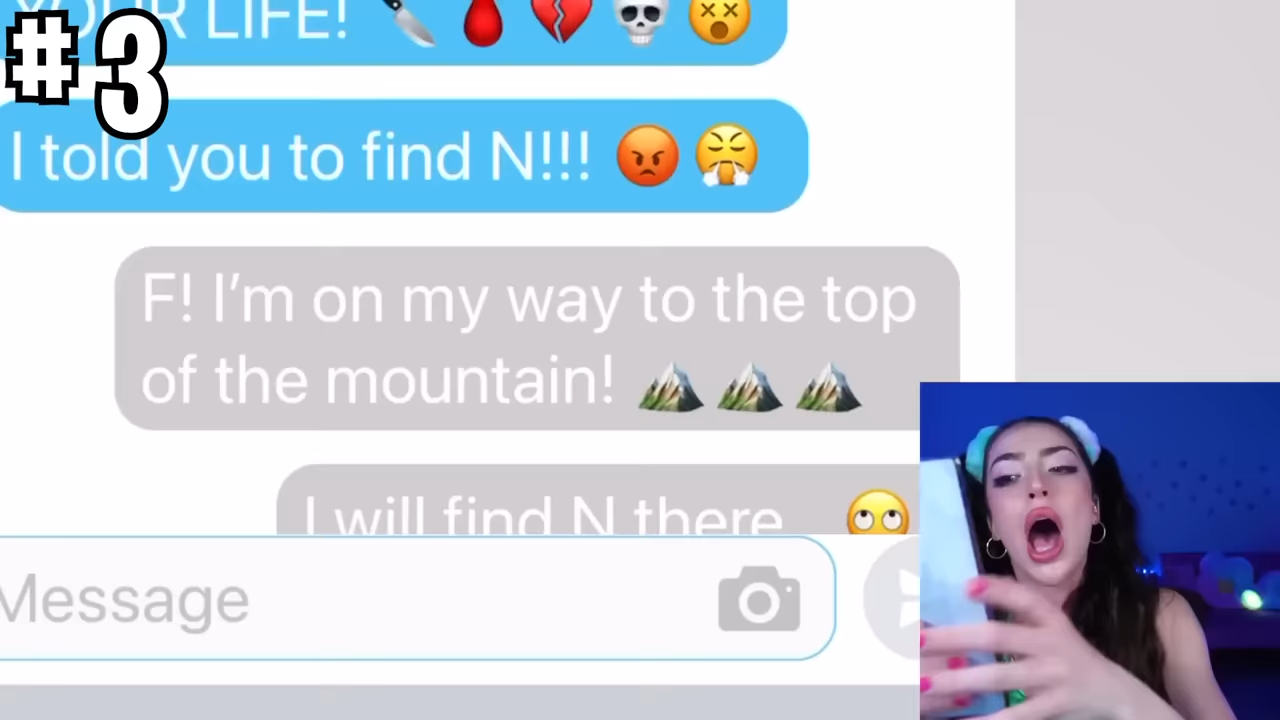 YOUR LIFE! 🔪 🩸 💔 💀 😵
#3
I told you to find N!!! 😡 😤
F! I’m on my way to the top
of the mountain! ⛰️ ⛰️ ⛰️
I will find N there 🙄
Message